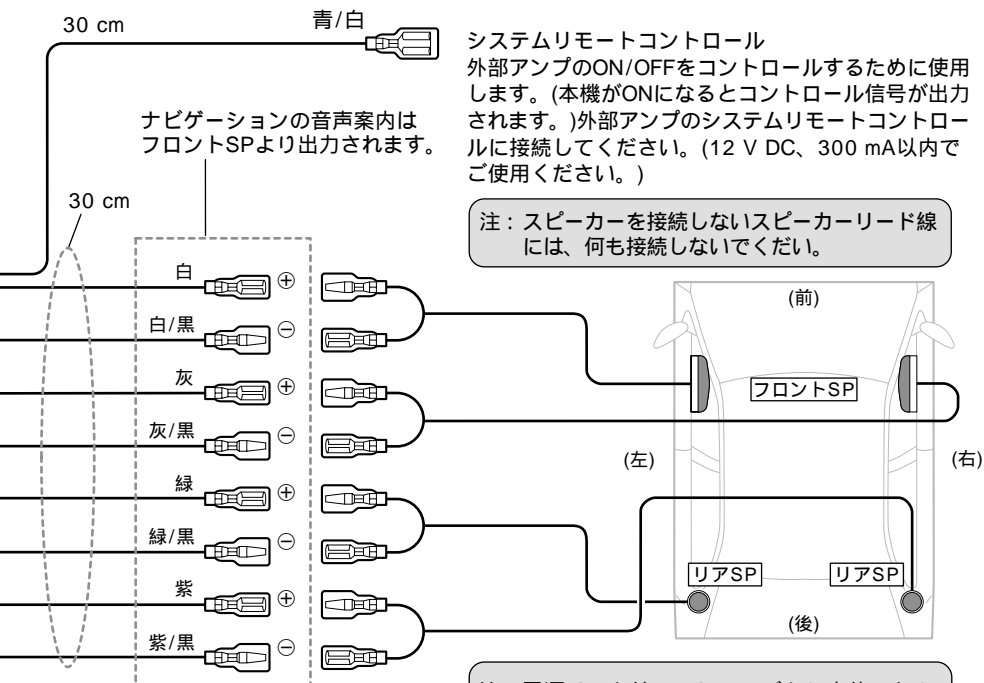 30 cm
青/白
システムリモートコントロール
外部アンプのON/OFFをコントロールするために使用
します。(本機がONになるとコントロール信号が出力
されます。)外部アンプのシステムリモートコントロー
ルに接続してください。(12 V DC、300 mA以内で
ご使用ください。)
ナビゲーションの音声案内は
フロントSPより出力されます。
30 cm
注：スピーカーを接続しないスピーカーリード線
には、何も接続しないでくだい。
白
⊕
白/黒
⊖
灰
⊕
灰/黒
⊖
緑
⊕
緑/黒
⊖
紫
⊕
紫/黒
⊖
(前)
フロントSP
(左)
(右)
リアSP
リアSP
(後)